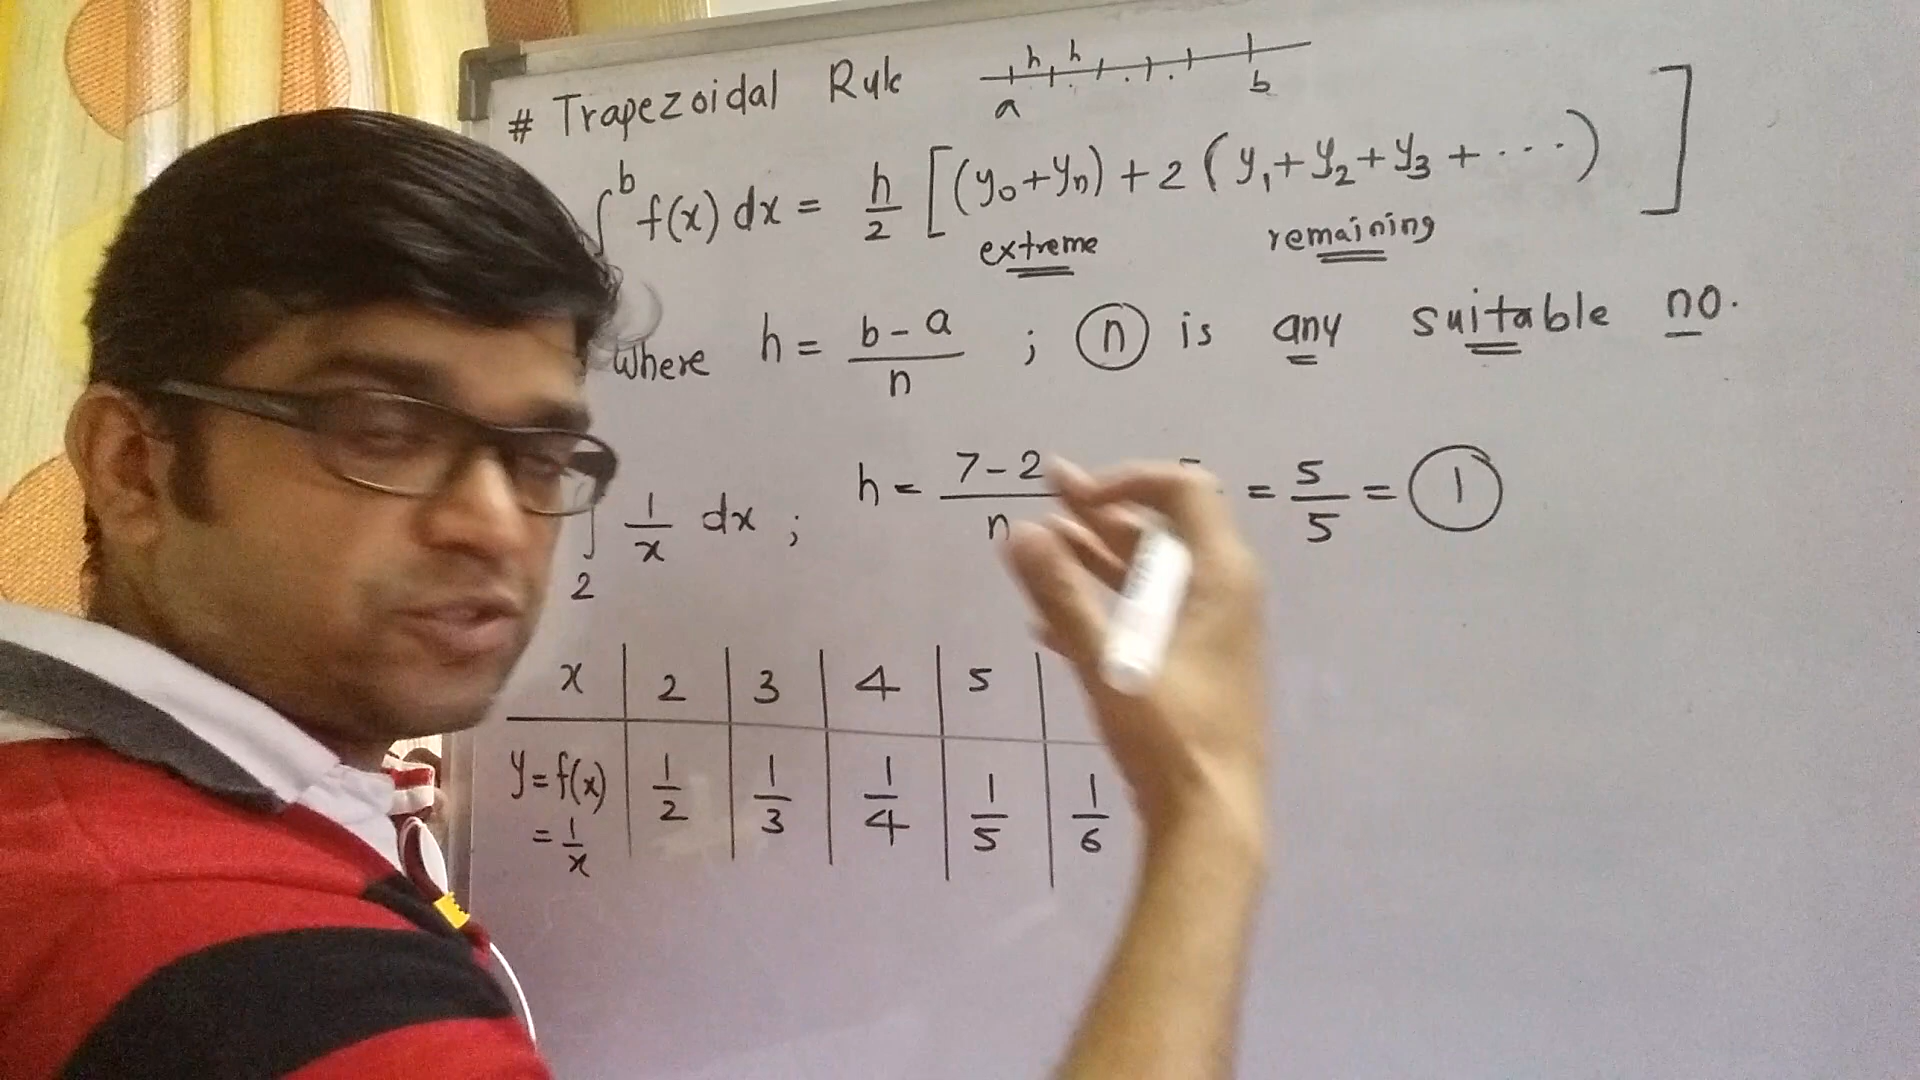 # Trapezoidal Rule
h h
a b
∫ b f(x) dx = h/2 [(y₀+yₙ) + 2 (y₁+y₂+y₃+ ....) ]
extreme remaining
where h = b-a/n ; n is any suitable no.
∫ 2 1/x dx ; h = 7-2/n = 5/5 = 1
x | 2 | 3 | 4 | 5 |
y=f(x) | 1/2 | 1/3 | 1/4 | 1/5 | 1/6
= 1/x